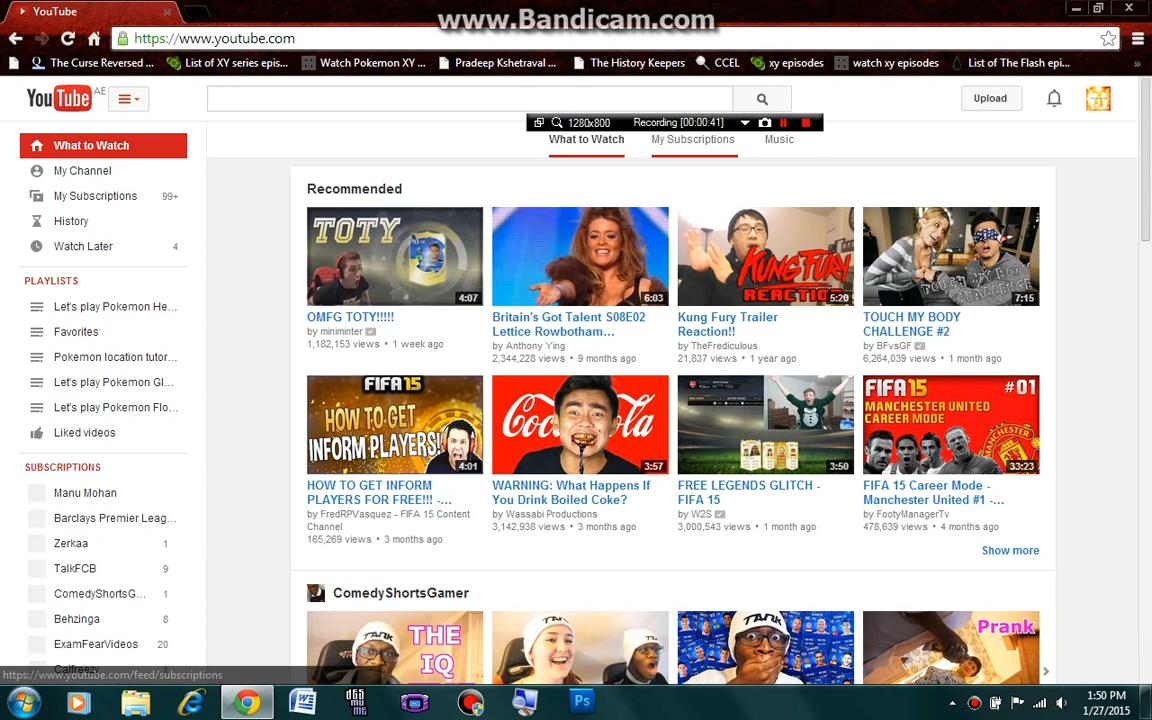 YouTube
www.Bandicam.com
https://www.youtube.com
The Curse Reversed ...
List of XY series epis...
Watch Pokemon XY ...
Pradeep Kshetraval ...
The History Keepers
CCEL
xy episodes
watch xy episodes
List of The Flash epi...
»
YouTube AE
Upload
1280x800 Recording [00:00:41]
What to Watch
My Subscriptions
Music
What to Watch
My Channel
My Subscriptions 99+
History
Watch Later 4
PLAYLISTS
Let's play Pokemon He...
Favorites
Pokemon location tutor...
Let's play Pokemon Gl...
Let's play Pokemon Flo...
Liked videos
SUBSCRIPTIONS
Manu Mohan
Barclays Premier Leag...
Zerkaa 1
TalkFCB 9
ComedyShortsG... 1
Behzinga 8
ExamFearVideos 20
Calfreezy 1
Recommended
TOTY
4:07
OMFG TOTY!!!!!
by miniminter
1,182,153 views • 1 week ago
6:03
Britain's Got Talent S08E02
Lettice Rowbotham...
by Anthony Ying
2,344,228 views • 9 months ago
KUNG FURY
REACTION
5:20
Kung Fury Trailer
Reaction!!
by TheFrediculous
21,837 views • 1 year ago
TOUCH MY BODY
CHALLENGE
7:15
TOUCH MY BODY
CHALLENGE #2
by BFvsGF
6,264,039 views • 1 month ago
FIFA 15
HOW TO GET
INFORM PLAYERS!
4:01
HOW TO GET INFORM
PLAYERS FOR FREE!!! -...
by FredRPVasquez - FIFA 15 Content
Channel
165,269 views • 3 months ago
Coca-Cola
3:57
WARNING: What Happens If
You Drink Boiled Coke?
by Wassabi Productions
3,142,938 views • 3 months ago
3:50
FREE LEGENDS GLITCH -
FIFA 15
by W2S
3,000,543 views • 1 month ago
FIFA 15 #01
MANCHESTER UNITED
CAREER MODE
33:23
FIFA 15 Career Mode -
Manchester United #1 -...
by FootyManagerTv
478,639 views • 4 months ago
Show more
ComedyShortsGamer
THE
IQ
Prank
https://www.youtube.com/feed/subscriptions
Ps
1:50 PM
1/27/2015